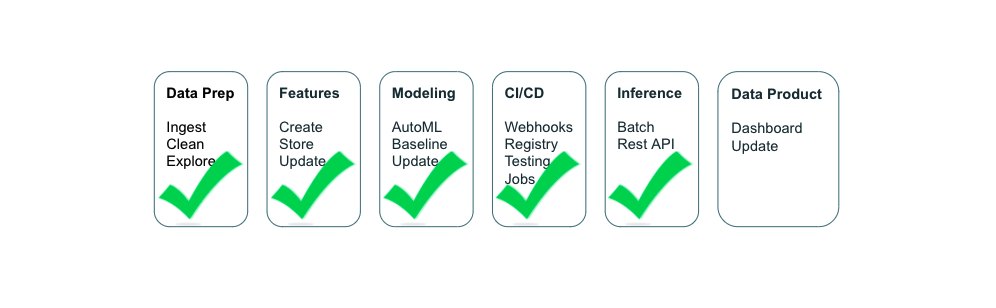 Data Prep
Ingest
Clean
Explore
Features
Create
Store
Update
Modeling
AutoML
Baseline
Update
CI/CD
Webhooks
Registry
Testing
Jobs
Inference
Batch
Rest API
Data Product
Dashboard
Update